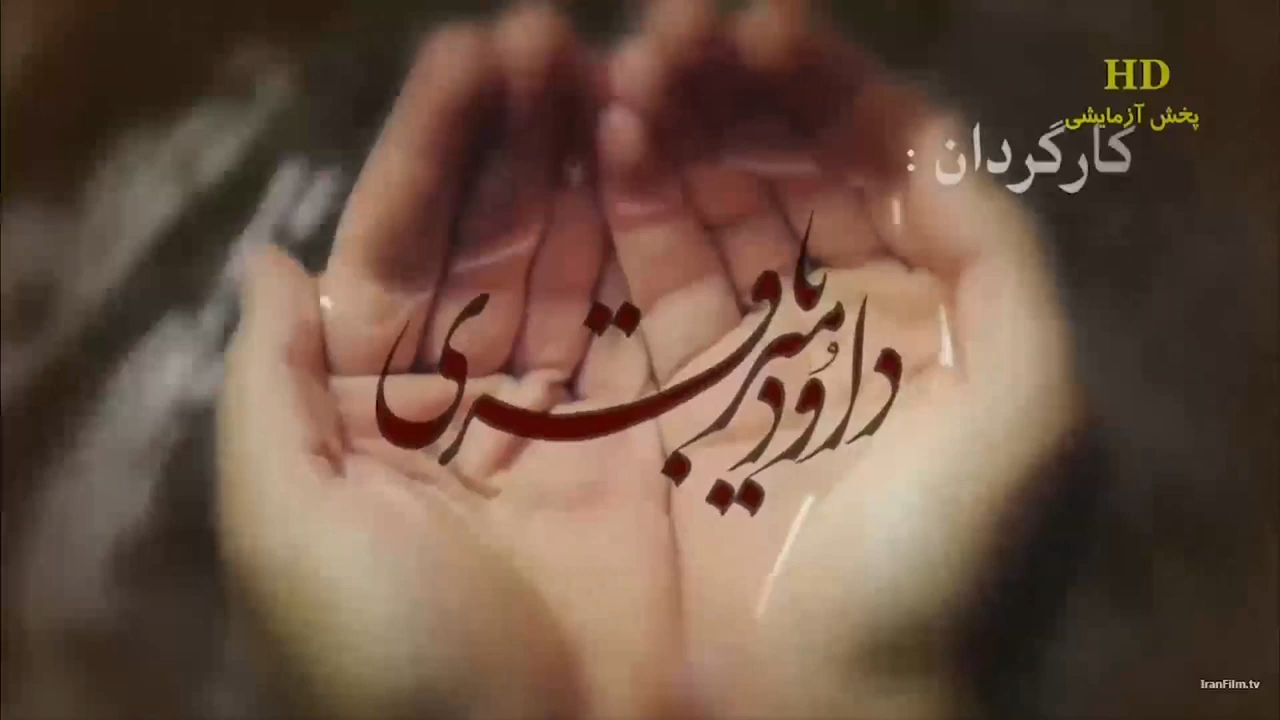 HD
پخش آزمایشی
کارگردان :
داوود میرباقری
IranFilm.tv